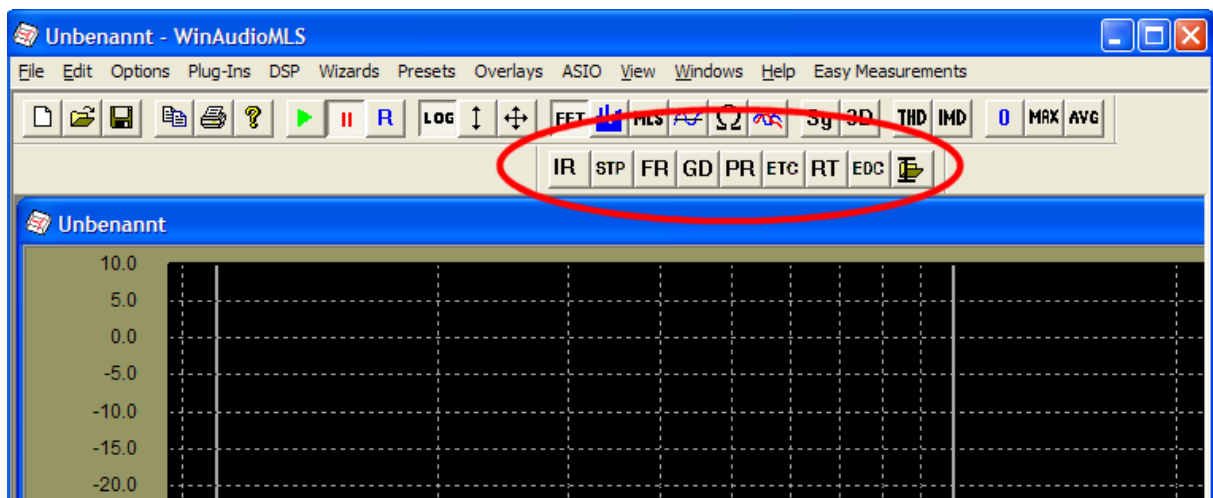 Unbenannt - WinAudioMLS
File Edit Options Plug-Ins DSP Wizards Presets Overlays ASIO View Windows Help Easy Measurements
R LOG FFT MLS Ω Sg 3D THD IMD 0 MAX AVG
IR STP FR GD PR ETC RT EDC
Unbenannt
10.0
5.0
0.0
-5.0
-10.0
-15.0
-20.0